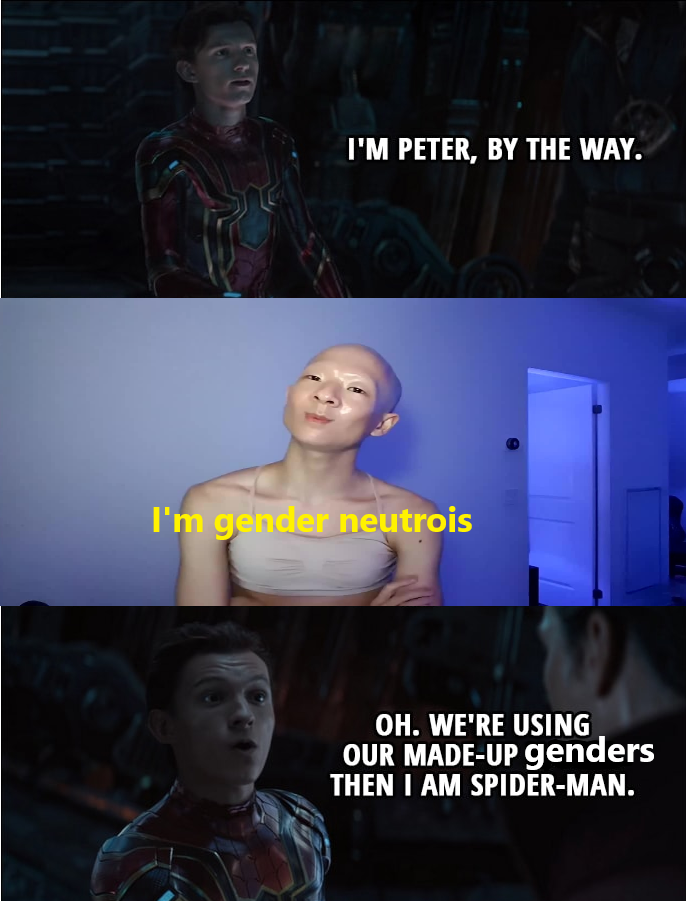 I'M PETER, BY THE WAY.
I'm gender neutrois
OH. WE'RE USING
OUR MADE-UP genders
THEN I AM SPIDER-MAN.